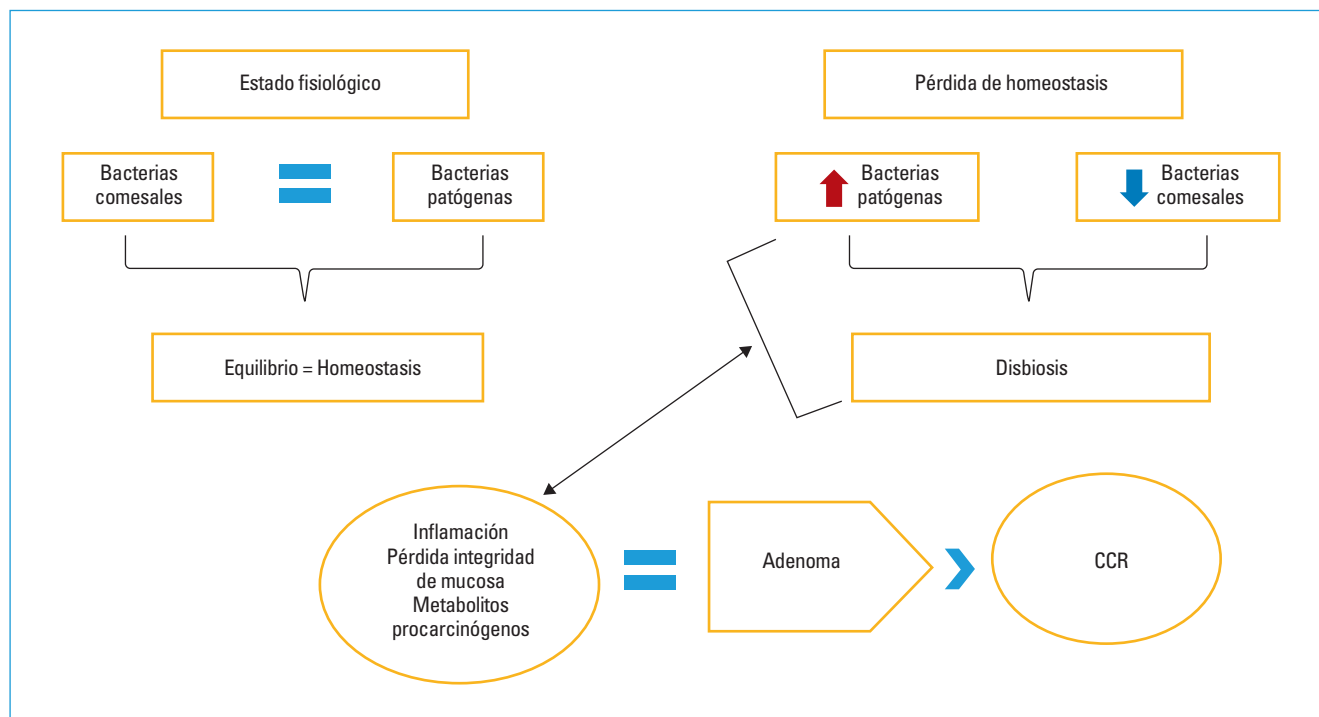 Estado fisiológico
Pérdida de homeostasis
Bacterias
comesales
Bacterias
patógenas
Bacterias
patógenas
Bacterias
comesales
Equilibrio = Homeostasis
Disbiosis
Inflamación
Pérdida integridad
de mucosa
Metabolitos
procarcinógenos
Adenoma
CCR